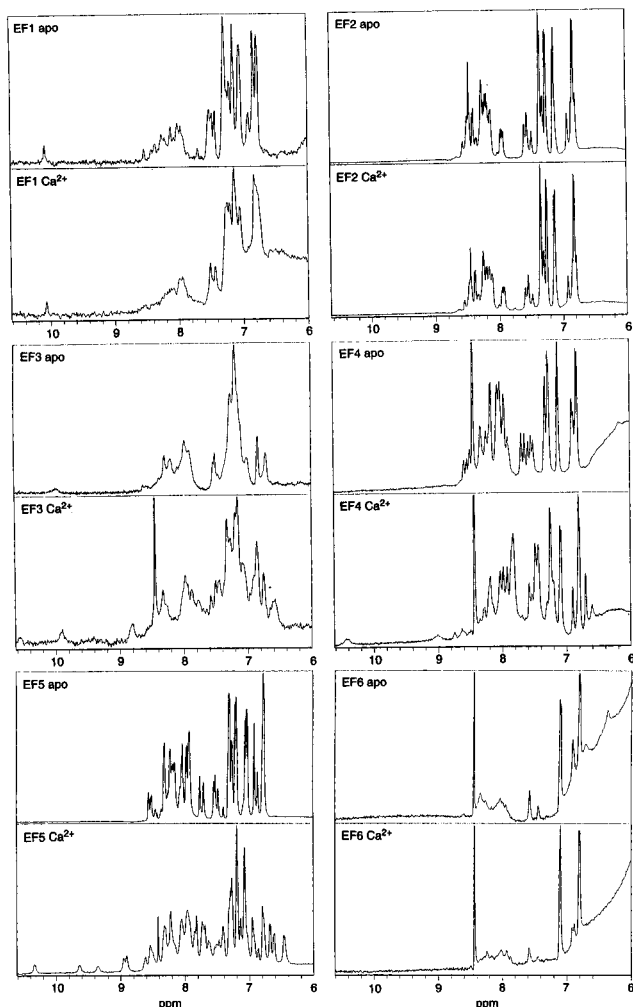 EF1 apo
EF1 Ca²⁺
10 9 8 7 6
EF2 apo
EF2 Ca²⁺
10 9 8 7 6
EF3 apo
EF3 Ca²⁺
10 9 8 7 6
EF4 apo
EF4 Ca²⁺
10 9 8 7 6
EF5 apo
EF5 Ca²⁺
10 9 8 7 6
ppm
EF6 apo
EF6 Ca²⁺
10 9 8 7 6
ppm